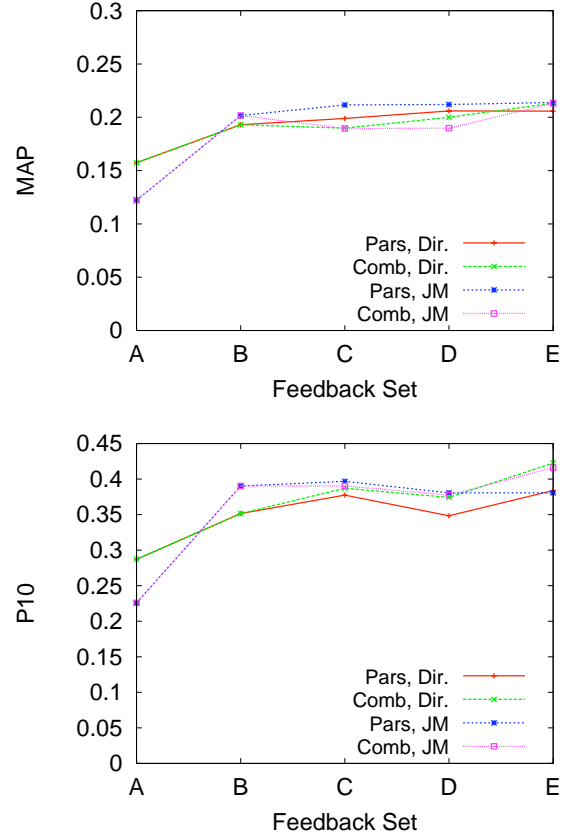 0.3
0.25
0.2
0.15
0.1
0.05
0
MAP
Pars, Dir.
Comb, Dir.
Pars, JM
Comb, JM
A B C D E
Feedback Set
0.45
0.4
0.35
0.3
0.25
0.2
0.15
0.1
0.05
0
P10
Pars, Dir.
Comb, Dir.
Pars, JM
Comb, JM
A B C D E
Feedback Set